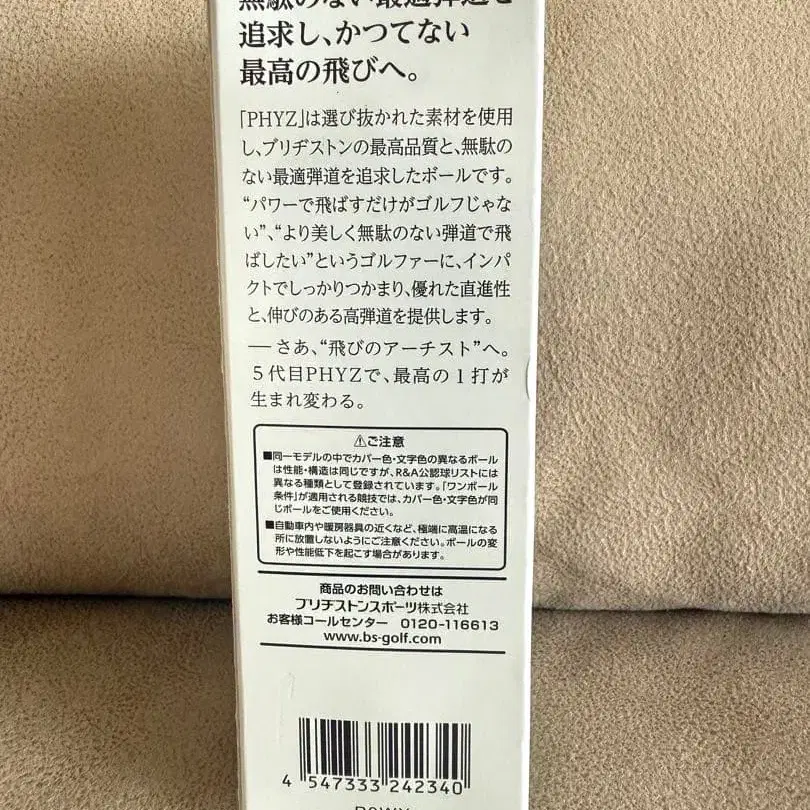 無駄のない最適弾道を
追求し、かつてない
最高の飛びへ。
「PHYZ」は選び抜かれた素材を使用
し、ブリヂストンの最高品質と、無駄の
ない最適弾道を追求したボールです。
“パワーで飛ばすだけがゴルフじゃな
い”、“より美しく無駄のない弾道で飛
ばしたい”というゴルファーに、インパ
クトでしっかりつかまり、優れた直進性
と、伸びのある高弾道を提供します。
―さあ、“飛びのアーチスト”へ。
5代目PHYZで、最高の1打が
生まれ変わる。
⚠ご注意
■同一モデルの中でカバー色・文字色の異なるボール
は性能・構造は同じですが、R&A公認球リストには
異なる種類として登録されています。「ワンボール
条件」が適用される競技では、カバー色・文字色が同
じボールをご使用ください。
■自動車内や暖房器具の近くなど、極端に高温になる
所に放置しないようにご注意ください。ボールの変
形や性能低下を起こす場合があります。
商品のお問い合わせは
ブリヂストンスポーツ株式会社
お客様コールセンター 0120-116613
www.bs-golf.com
4 547333 242340